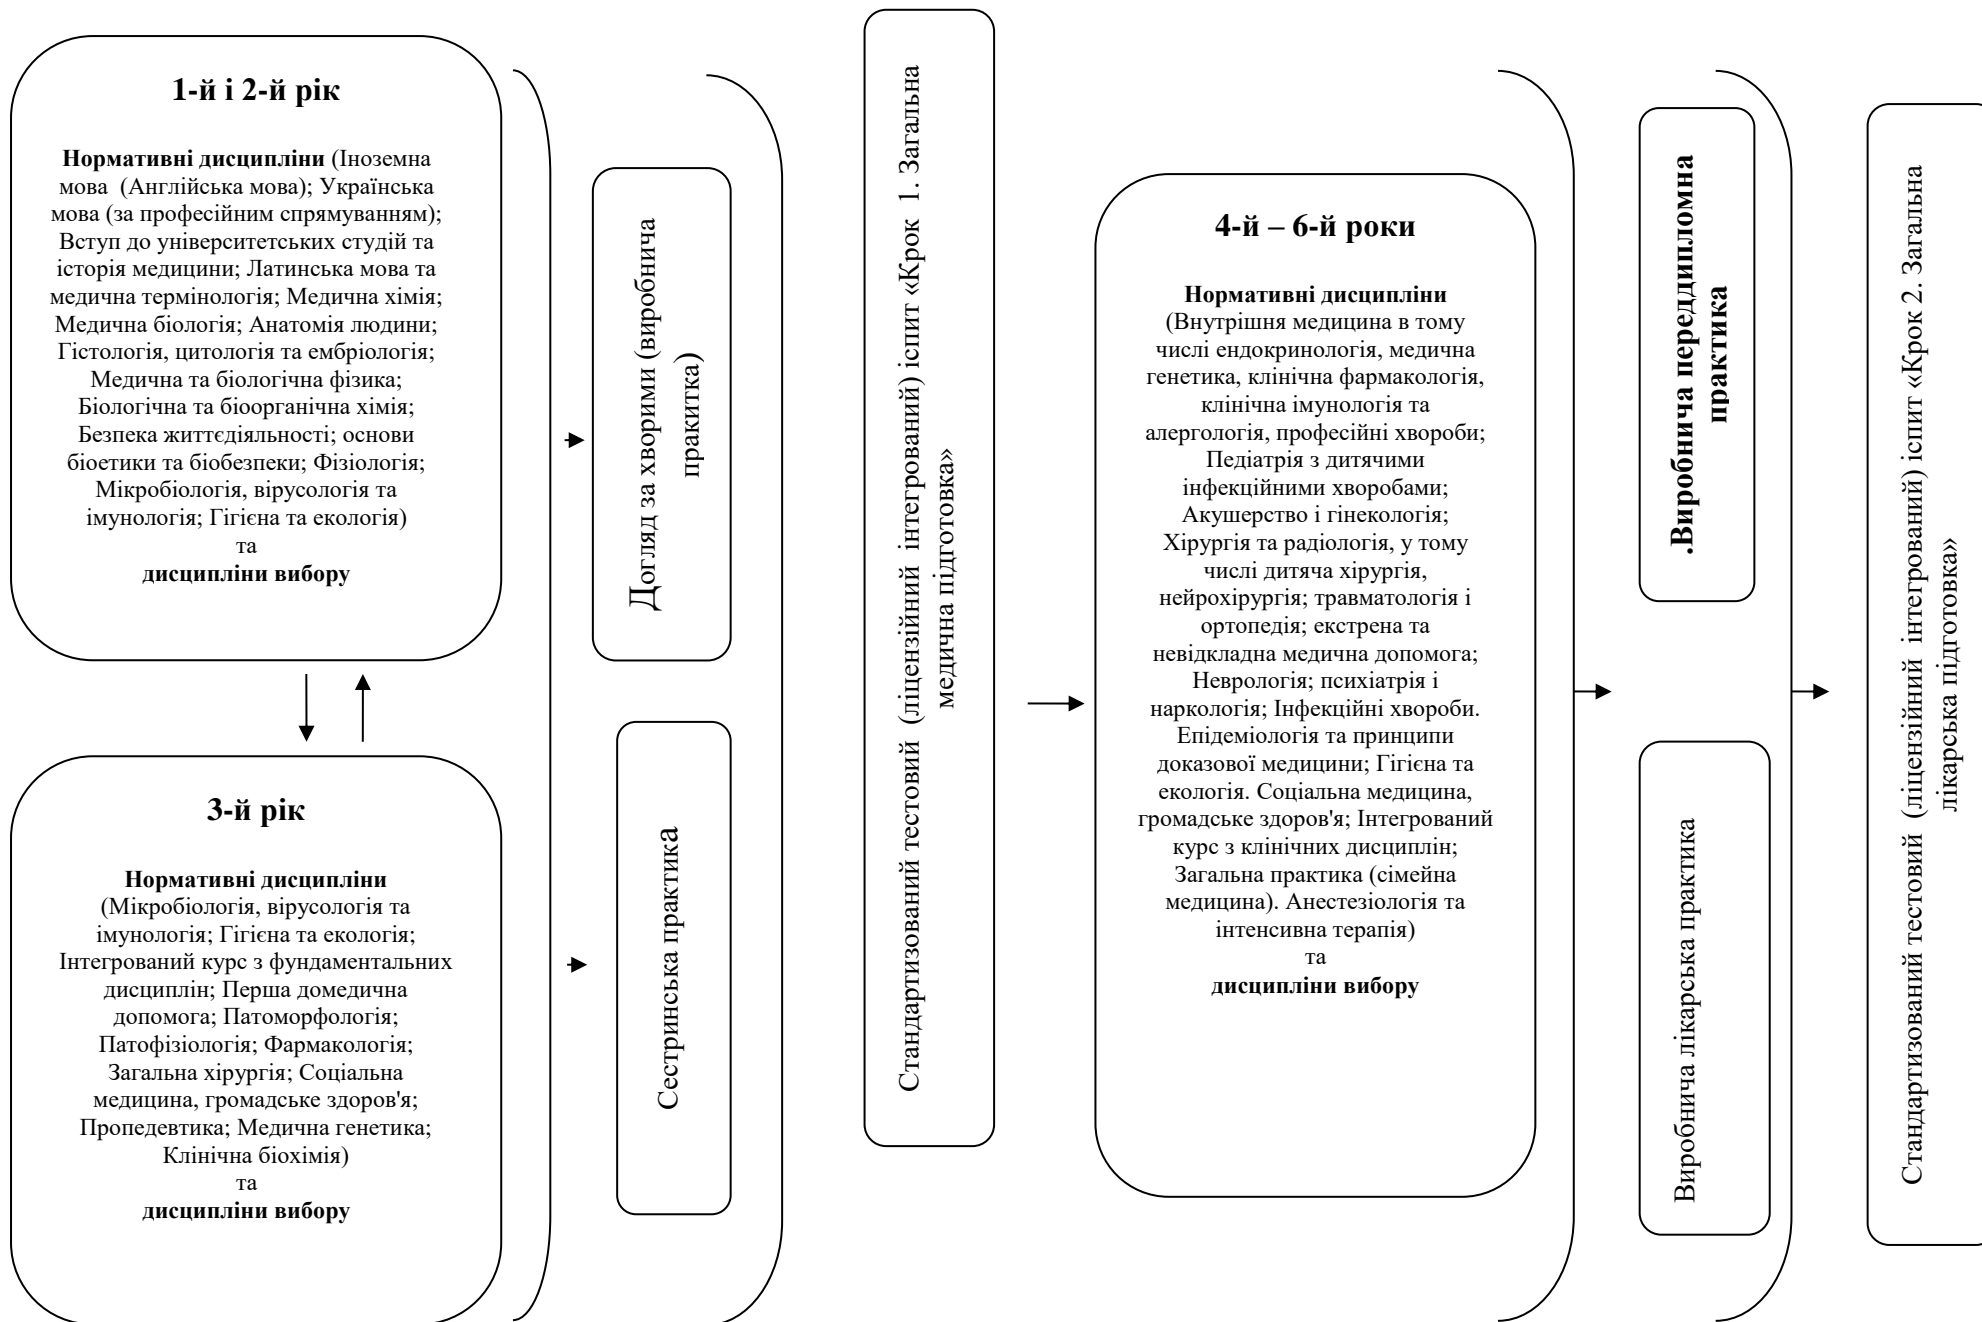 1-й і 2-й рік
Нормативні дисципліни (Іноземна
мова (Англійська мова); Українська
мова (за професійним спрямуванням);
Вступ до університетських студій та
історія медицини; Латинська мова та
медична термінологія; Медична хімія;
Медична біологія; Анатомія людини;
Гістологія, цитологія та ембріологія;
Медична та біологічна фізика;
Біологічна та біоорганічна хімія;
Безпека життєдіяльності; основи
біоетики та біобезпеки; Фізіологія;
Мікробіологія, вірусологія та
імунологія; Гігієна та екологія)
та
дисципліни вибору
3-й рік
Нормативні дисципліни
(Мікробіологія, вірусологія та
імунологія; Гігієна та екологія;
Інтегрований курс з фундаментальних
дисциплін; Перша домедична
допомога; Патоморфологія;
Патофізіологія; Фармакологія;
Загальна хірургія; Соціальна
медицина, громадське здоров'я;
Пропедевтика; Медична генетика;
Клінічна біохімія)
та
дисципліни вибору
Догляд за хворими (виробнича
пракитка)
Сестринська практика
Стандартизований тестовий (ліцензійний інтегрований) іспит «Крок 1. Загальна
медична підготовка»
4-й – 6-й роки
Нормативні дисципліни
(Внутрішня медицина в тому
числі ендокринологія, медична
генетика, клінічна фармакологія,
клінічна імунологія та
алергологія, професійні хвороби;
Педіатрія з дитячими
інфекційними хворобами;
Акушерство і гінекологія;
Хірургія та радіологія, у тому
числі дитяча хірургія,
нейрохірургія; травматологія і
ортопедія; екстрена та
невідкладна медична допомога;
Неврологія; психіатрія і
наркологія; Інфекційні хвороби.
Епідеміологія та принципи
доказової медицини; Гігієна та
екологія. Соціальна медицина,
громадське здоров'я; Інтегрований
курс з клінічних дисциплін;
Загальна практика (сімейна
медицина). Анестезіологія та
інтенсивна терапія)
та
дисципліни вибору
.Виробнича переддипломна
практика
Виробнича лікарська практика
Стандартизований тестовий (ліцензійний інтегрований) іспит «Крок 2. Загальна
лікарська підготовка»